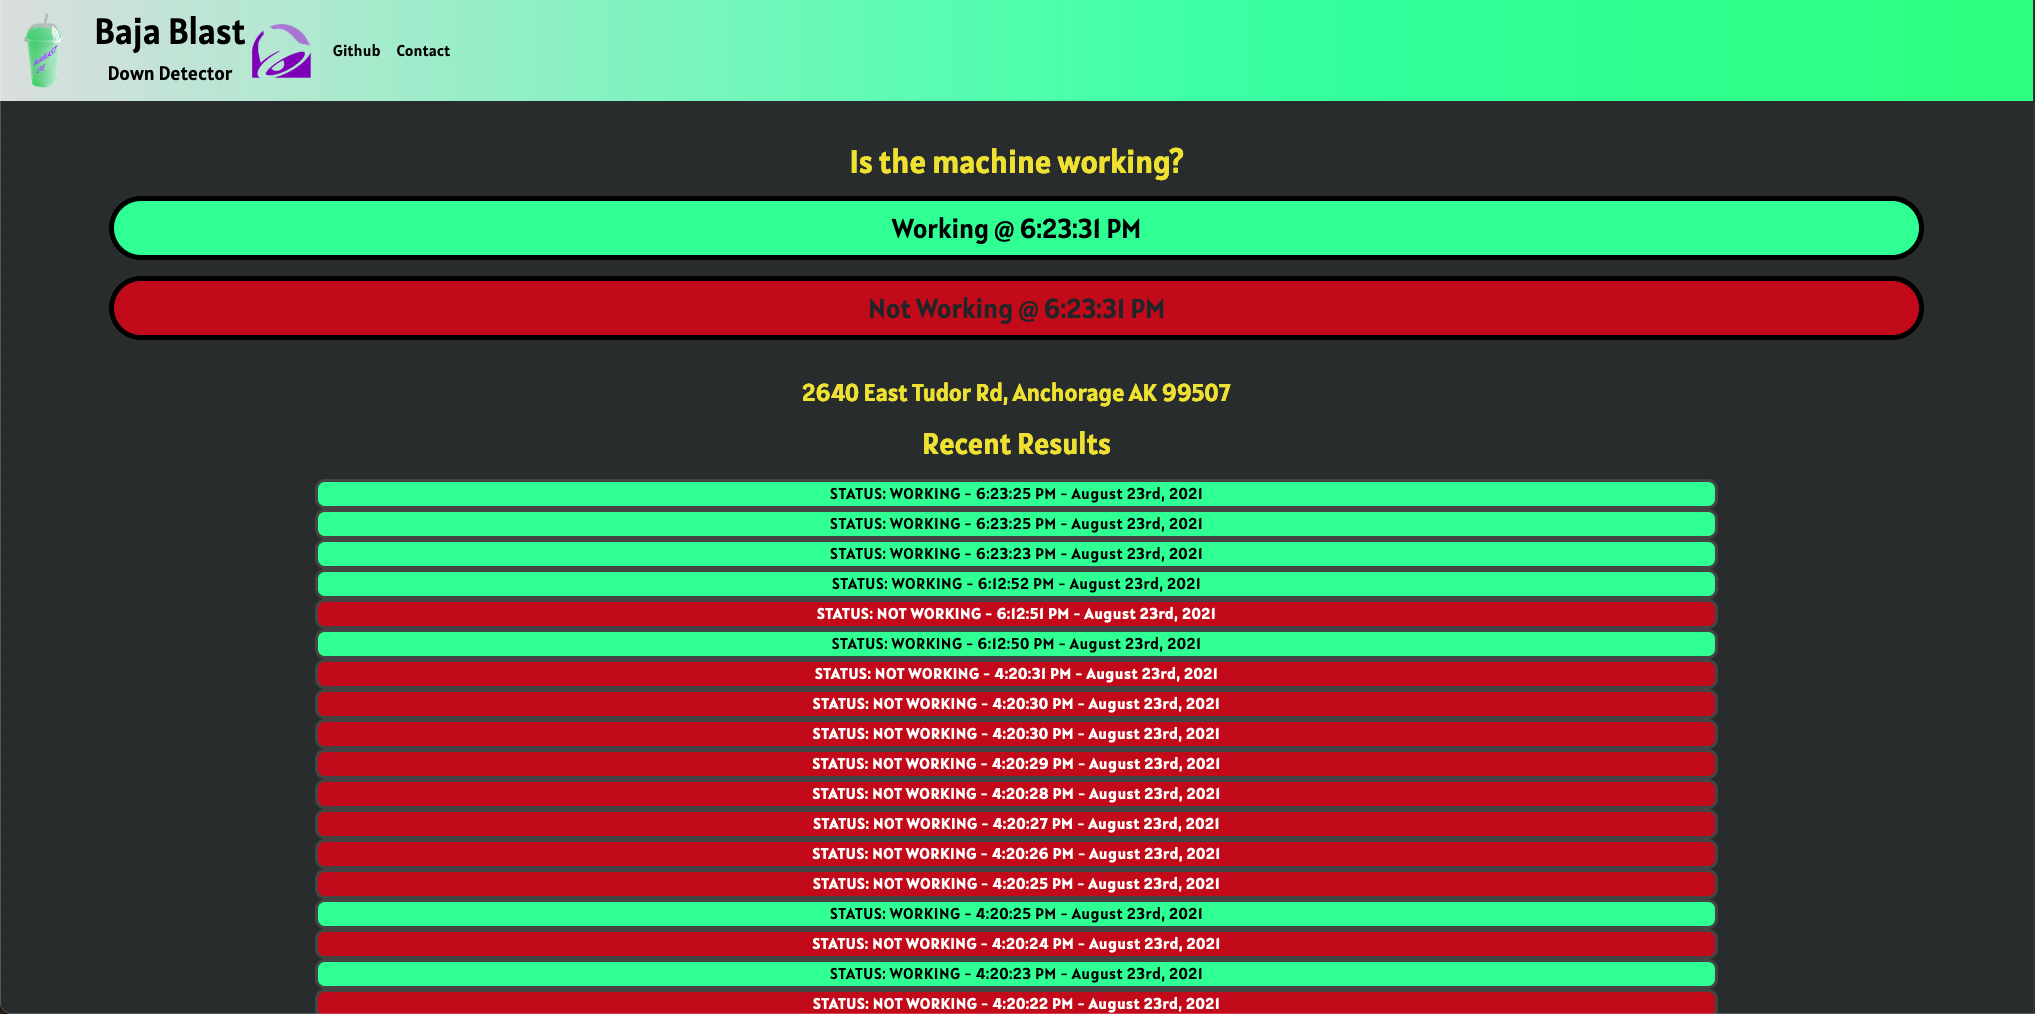 Baja Blast
Down Detector
Github Contact
Is the machine working?
Working @ 6:23:31 PM
Not Working @ 6:23:31 PM
2640 East Tudor Rd, Anchorage AK 99507
Recent Results
STATUS: WORKING - 6:23:25 PM - August 23rd, 2021
STATUS: WORKING - 6:23:25 PM - August 23rd, 2021
STATUS: WORKING - 6:23:23 PM - August 23rd, 2021
STATUS: WORKING - 6:12:52 PM - August 23rd, 2021
STATUS: NOT WORKING - 6:12:51 PM - August 23rd, 2021
STATUS: WORKING - 6:12:50 PM - August 23rd, 2021
STATUS: NOT WORKING - 4:20:31 PM - August 23rd, 2021
STATUS: NOT WORKING - 4:20:30 PM - August 23rd, 2021
STATUS: NOT WORKING - 4:20:30 PM - August 23rd, 2021
STATUS: NOT WORKING - 4:20:29 PM - August 23rd, 2021
STATUS: NOT WORKING - 4:20:28 PM - August 23rd, 2021
STATUS: NOT WORKING - 4:20:27 PM - August 23rd, 2021
STATUS: NOT WORKING - 4:20:26 PM - August 23rd, 2021
STATUS: NOT WORKING - 4:20:25 PM - August 23rd, 2021
STATUS: WORKING - 4:20:25 PM - August 23rd, 2021
STATUS: NOT WORKING - 4:20:24 PM - August 23rd, 2021
STATUS: WORKING - 4:20:23 PM - August 23rd, 2021
STATUS: NOT WORKING - 4:20:22 PM - August 23rd, 2021